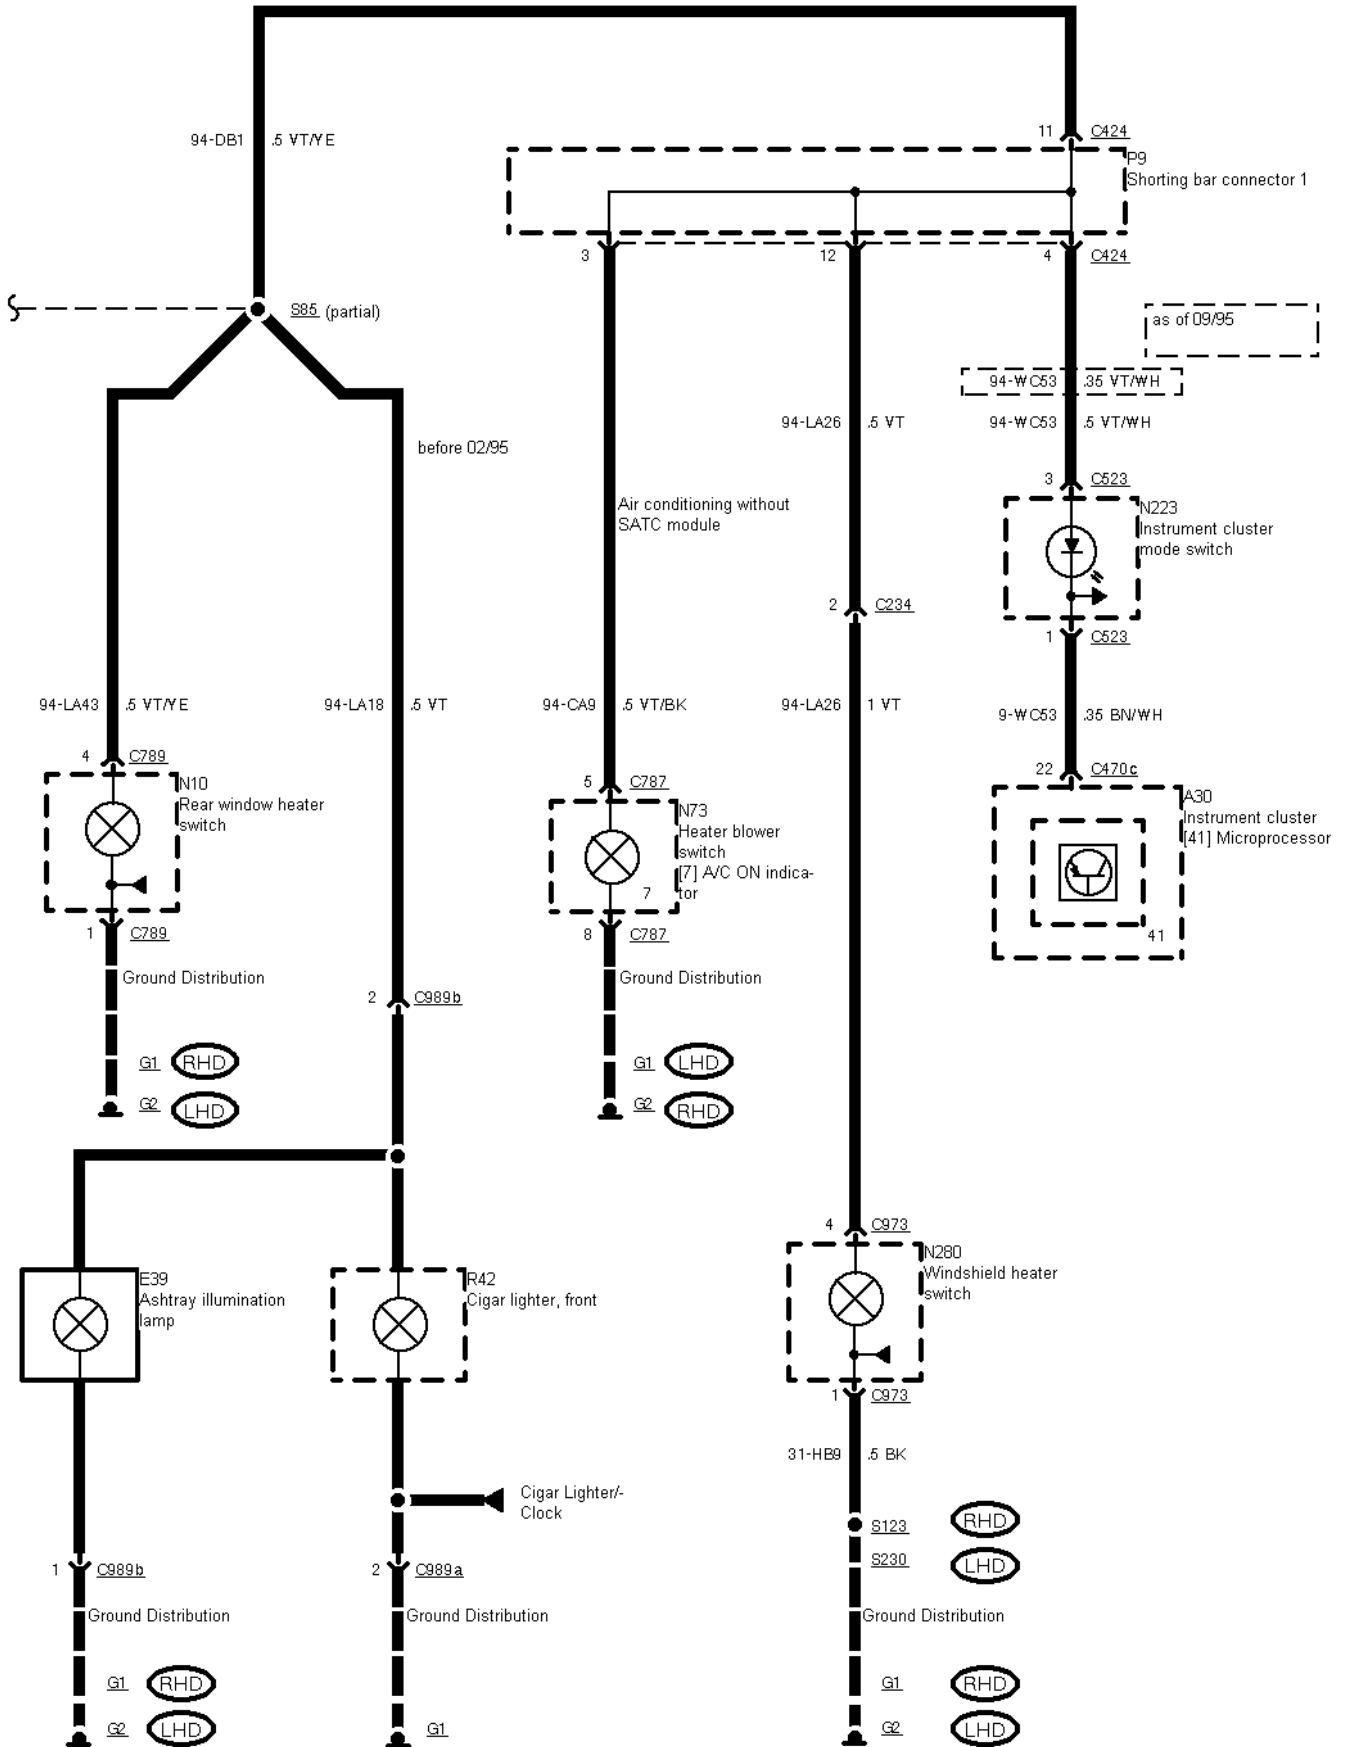 11 C424
94-DB1 .5 VT/YE
P9
Shorting bar connector 1
3 12 4 C424
S85 (partial)
as of 09/95
94-WC53 .35 VT/WH
94-LA26 .5 VT
94-WC53 .5 VT/WH
before 02/95
3 C523
Air conditioning without
SATC module
N223
Instrument cluster
mode switch
2 C234
1 C523
94-LA43 .5 VT/YE
94-LA18 .5 VT
94-CA9 .5 VT/BK
94-LA26 1 VT
9-WC53 .35 BN/WH
4 C789
22 C470c
N10
Rear window heater
switch
5 C787
N73
Heater blower
switch
[7] A/C ON indica-
tor
7
A30
Instrument cluster
[41] Microprocessor
41
1 C789
8 C787
Ground Distribution
Ground Distribution
2 C989b
G1 RHD
G2 LHD
G1 LHD
G2 RHD
4 C973
E39
Ashtray illumination
lamp
R42
Cigar lighter, front
N280
Windshield heater
switch
1 C973
31-HB9 .5 BK
Cigar Lighter/-
Clock
S123 RHD
S230 LHD
1 C989b
2 C989a
Ground Distribution
Ground Distribution
Ground Distribution
G1 RHD
G2 LHD
G1
G1 RHD
G2 LHD